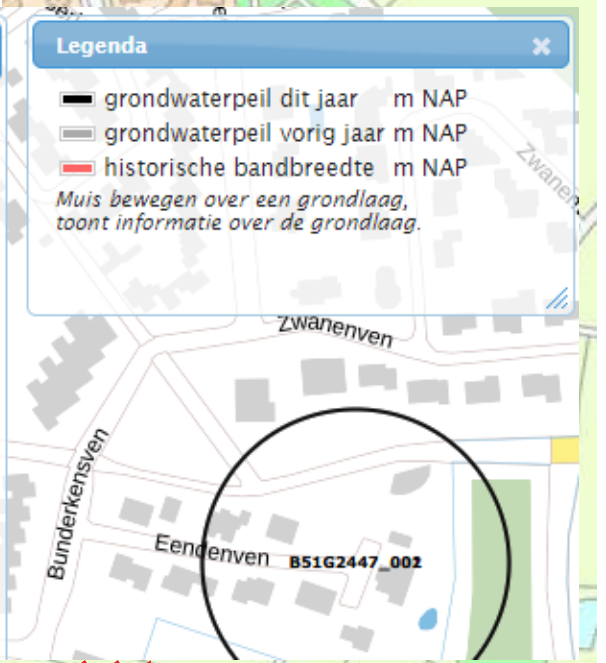 Legenda
grondwaterpeil dit jaar m NAP
grondwaterpeil vorig jaar m NAP
historische bandbreedte m NAP
Muis bewegen over een grondlaag,
toont informatie over de grondlaag.
Zwanenven
Bunderkensven
Eendenven